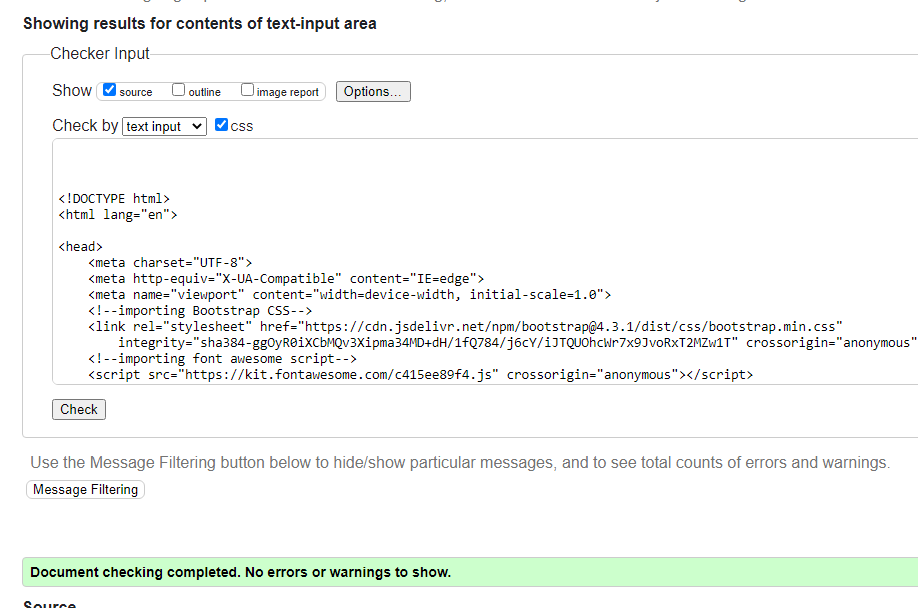 Showing results for contents of text-input area
Checker Input
Show source outline image report Options...
Check by text input CSS
<!DOCTYPE html>
<html lang="en">
<head>
<meta charset="UTF-8">
<meta http-equiv="X-UA-Compatible" content="IE=edge">
<meta name="viewport" content="width=device-width, initial-scale=1.0">
<!--importing Bootstrap CSS-->
<link rel="stylesheet" href="https://cdn.jsdelivr.net/npm/bootstrap@4.3.1/dist/css/bootstrap.min.css"
integrity="sha384-ggOyR0iXCbMQv3Xipma34MD+dH/1fQ784/j6cY/iJTQUOhcWr7x9JvoRxT2MZw1T" crossorigin="anonymous"
<!--importing font awesome script-->
<script src="https://kit.fontawesome.com/c415ee89f4.js" crossorigin="anonymous"></script>
Check
Use the Message Filtering button below to hide/show particular messages, and to see total counts of errors and warnings.
Message Filtering
Document checking completed. No errors or warnings to show.
Source